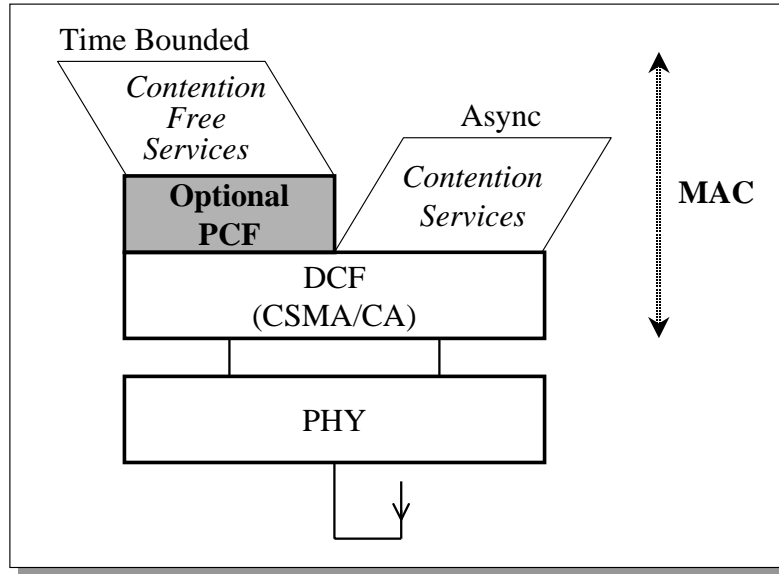 Time Bounded
Contention
Free
Services
Async
Optional
PCF
Contention
Services
MAC
DCF
(CSMA/CA)
PHY